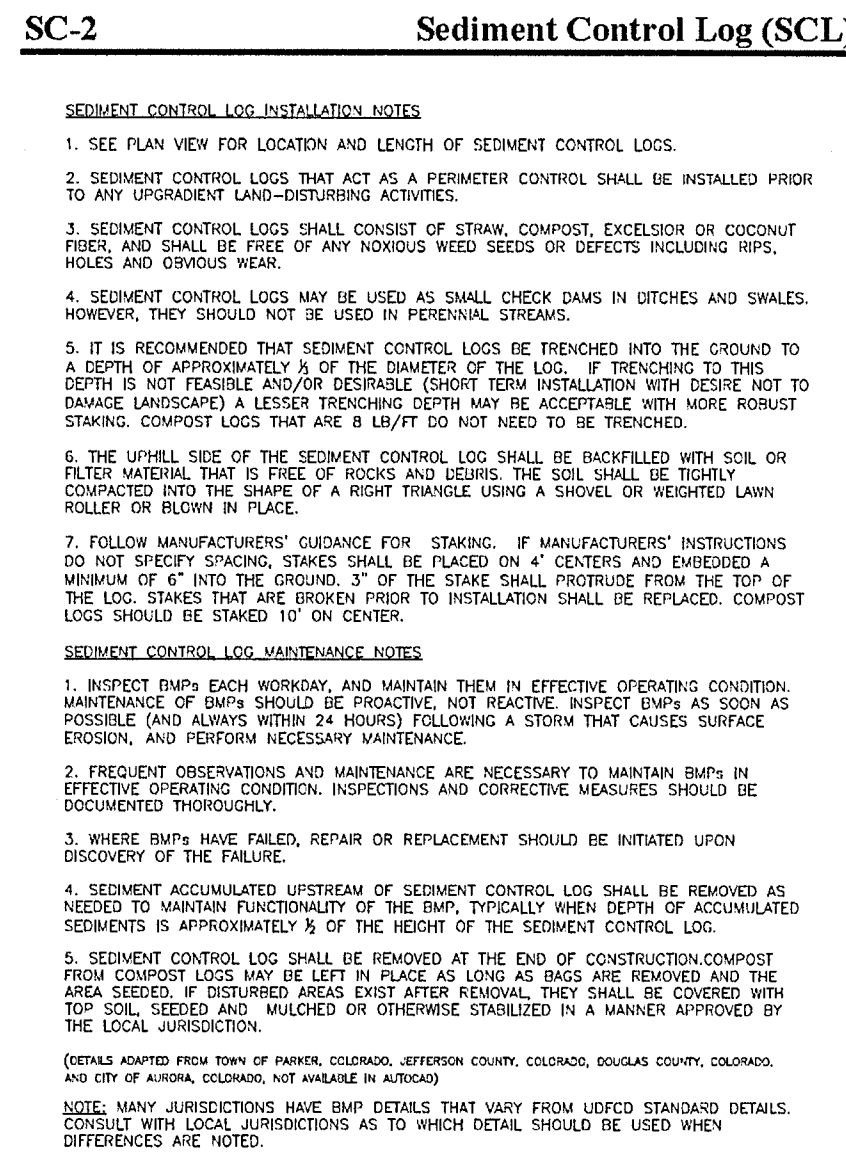 SC-2 Sediment Control Log (SCL)
SEDIMENT CONTROL LOG INSTALLATION NOTES
1. SEE PLAN VIEW FOR LOCATION AND LENGTH OF SEDIMENT CONTROL LOGS.
2. SEDIMENT CONTROL LOGS THAT ACT AS A PERIMETER CONTROL SHALL BE INSTALLED PRIOR
TO ANY UPGRADIENT LAND-DISTURBING ACTIVITIES.
3. SEDIMENT CONTROL LOGS SHALL CONSIST OF STRAW, COMPOST, EXCELSIOR OR COCONUT
FIBER, AND SHALL BE FREE OF ANY NOXIOUS WEED SEEDS OR DEFECTS INCLUDING RIPS,
HOLES AND OBVIOUS WEAR.
4. SEDIMENT CONTROL LOGS MAY BE USED AS SMALL CHECK DAMS IN DITCHES AND SWALES.
HOWEVER, THEY SHOULD NOT BE USED IN PERENNIAL STREAMS.
5. IT IS RECOMMENDED THAT SEDIMENT CONTROL LOGS BE TRENCHED INTO THE GROUND TO
A DEPTH OF APPROXIMATELY ⅓ OF THE DIAMETER OF THE LOG. IF TRENCHING TO THIS
DEPTH IS NOT FEASIBLE AND/OR DESIRABLE (SHORT TERM INSTALLATION WITH DESIRE NOT TO
DAMAGE LANDSCAPE) A LESSER TRENCHING DEPTH MAY BE ACCEPTABLE WITH MORE ROBUST
STAKING. COMPOST LOGS THAT ARE 8 LB/FT DO NOT NEED TO BE TRENCHED.
6. THE UPHILL SIDE OF THE SEDIMENT CONTROL LOG SHALL BE BACKFILLED WITH SOIL OR
FILTER MATERIAL THAT IS FREE OF ROCKS AND DEBRIS. THE SOIL SHALL BE TIGHTLY
COMPACTED INTO THE SHAPE OF A RIGHT TRIANGLE USING A SHOVEL OR WEIGHTED LAWN
ROLLER OR BLOWN IN PLACE.
7. FOLLOW MANUFACTURERS' GUIDANCE FOR STAKING. IF MANUFACTURERS' INSTRUCTIONS
DO NOT SPECIFY SPACING, STAKES SHALL BE PLACED ON 4' CENTERS AND EMBEDDED A
MINIMUM OF 6" INTO THE GROUND. 3" OF THE STAKE SHALL PROTRUDE FROM THE TOP OF
THE LOG. STAKES THAT ARE BROKEN PRIOR TO INSTALLATION SHALL BE REPLACED. COMPOST
LOGS SHOULD BE STAKED 10' ON CENTER.
SEDIMENT CONTROL LOG MAINTENANCE NOTES
1. INSPECT BMPs EACH WORKDAY, AND MAINTAIN THEM IN EFFECTIVE OPERATING CONDITION.
MAINTENANCE OF BMPs SHOULD BE PROACTIVE, NOT REACTIVE. INSPECT BMPs AS SOON AS
POSSIBLE (AND ALWAYS WITHIN 24 HOURS) FOLLOWING A STORM THAT CAUSES SURFACE
EROSION, AND PERFORM NECESSARY MAINTENANCE.
2. FREQUENT OBSERVATIONS AND MAINTENANCE ARE NECESSARY TO MAINTAIN BMPs IN
EFFECTIVE OPERATING CONDITION. INSPECTIONS AND CORRECTIVE MEASURES SHOULD BE
DOCUMENTED THOROUGHLY.
3. WHERE BMPs HAVE FAILED, REPAIR OR REPLACEMENT SHOULD BE INITIATED UPON
DISCOVERY OF THE FAILURE.
4. SEDIMENT ACCUMULATED UPSTREAM OF SEDIMENT CONTROL LOG SHALL BE REMOVED AS
NEEDED TO MAINTAIN FUNCTIONALITY OF THE BMP, TYPICALLY WHEN DEPTH OF ACCUMULATED
SEDIMENTS IS APPROXIMATELY ½ OF THE HEIGHT OF THE SEDIMENT CONTROL LOG.
5. SEDIMENT CONTROL LOG SHALL BE REMOVED AT THE END OF CONSTRUCTION.COMPOST
FROM COMPOST LOGS MAY BE LEFT IN PLACE AS LONG AS BAGS ARE REMOVED AND THE
AREA SEEDED. IF DISTURBED AREAS EXIST AFTER REMOVAL, THEY SHALL BE COVERED WITH
TOP SOIL, SEEDED AND MULCHED OR OTHERWISE STABILIZED IN A MANNER APPROVED BY
THE LOCAL JURISDICTION.
(DETAILS ADAPTED FROM TOWN OF PARKER, COLORADO, JEFFERSON COUNTY, COLORADO, DOUGLAS COUNTY, COLORADO,
AND CITY OF AURORA, COLORADO, NOT AVAILABLE IN AUTOCAD)
NOTE: MANY JURISDICTIONS HAVE BMP DETAILS THAT VARY FROM UDFCD STANDARD DETAILS.
CONSULT WITH LOCAL JURISDICTIONS AS TO WHICH DETAIL SHOULD BE USED WHEN
DIFFERENCES ARE NOTED.